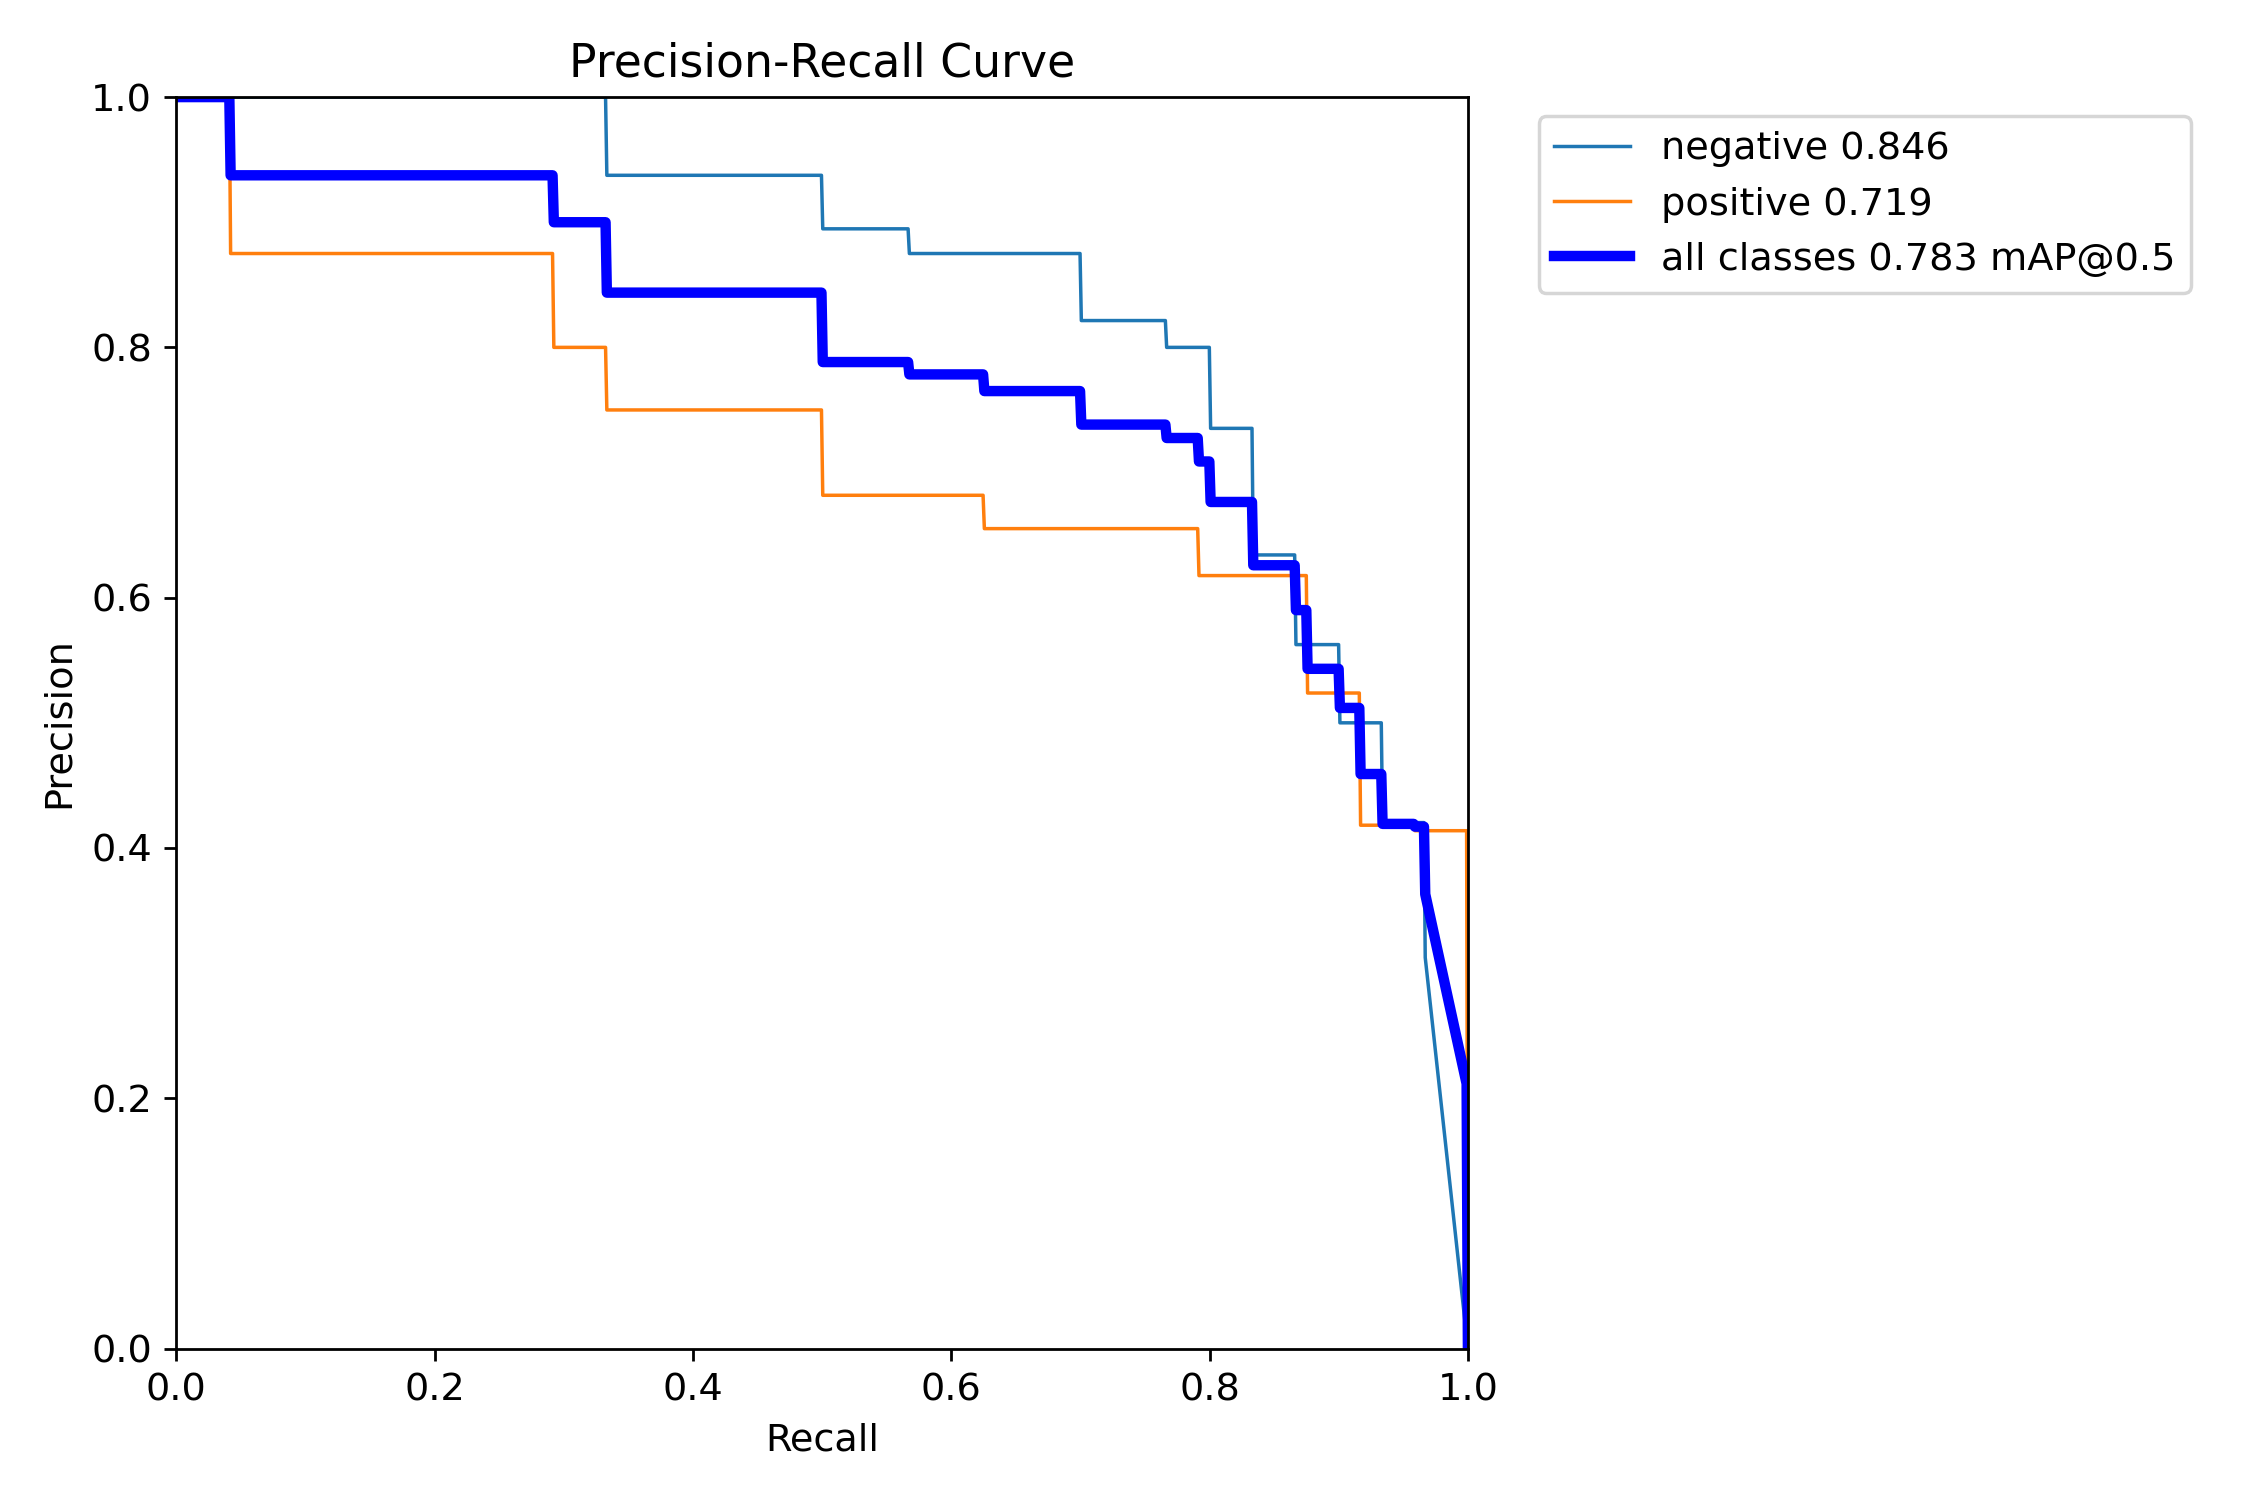 Precision-Recall Curve
negative 0.846
positive 0.719
all classes 0.783 mAP@0.5
1.0
0.8
0.6
0.4
0.2
0.0
Precision
0.0 0.2 0.4 0.6 0.8 1.0
Recall